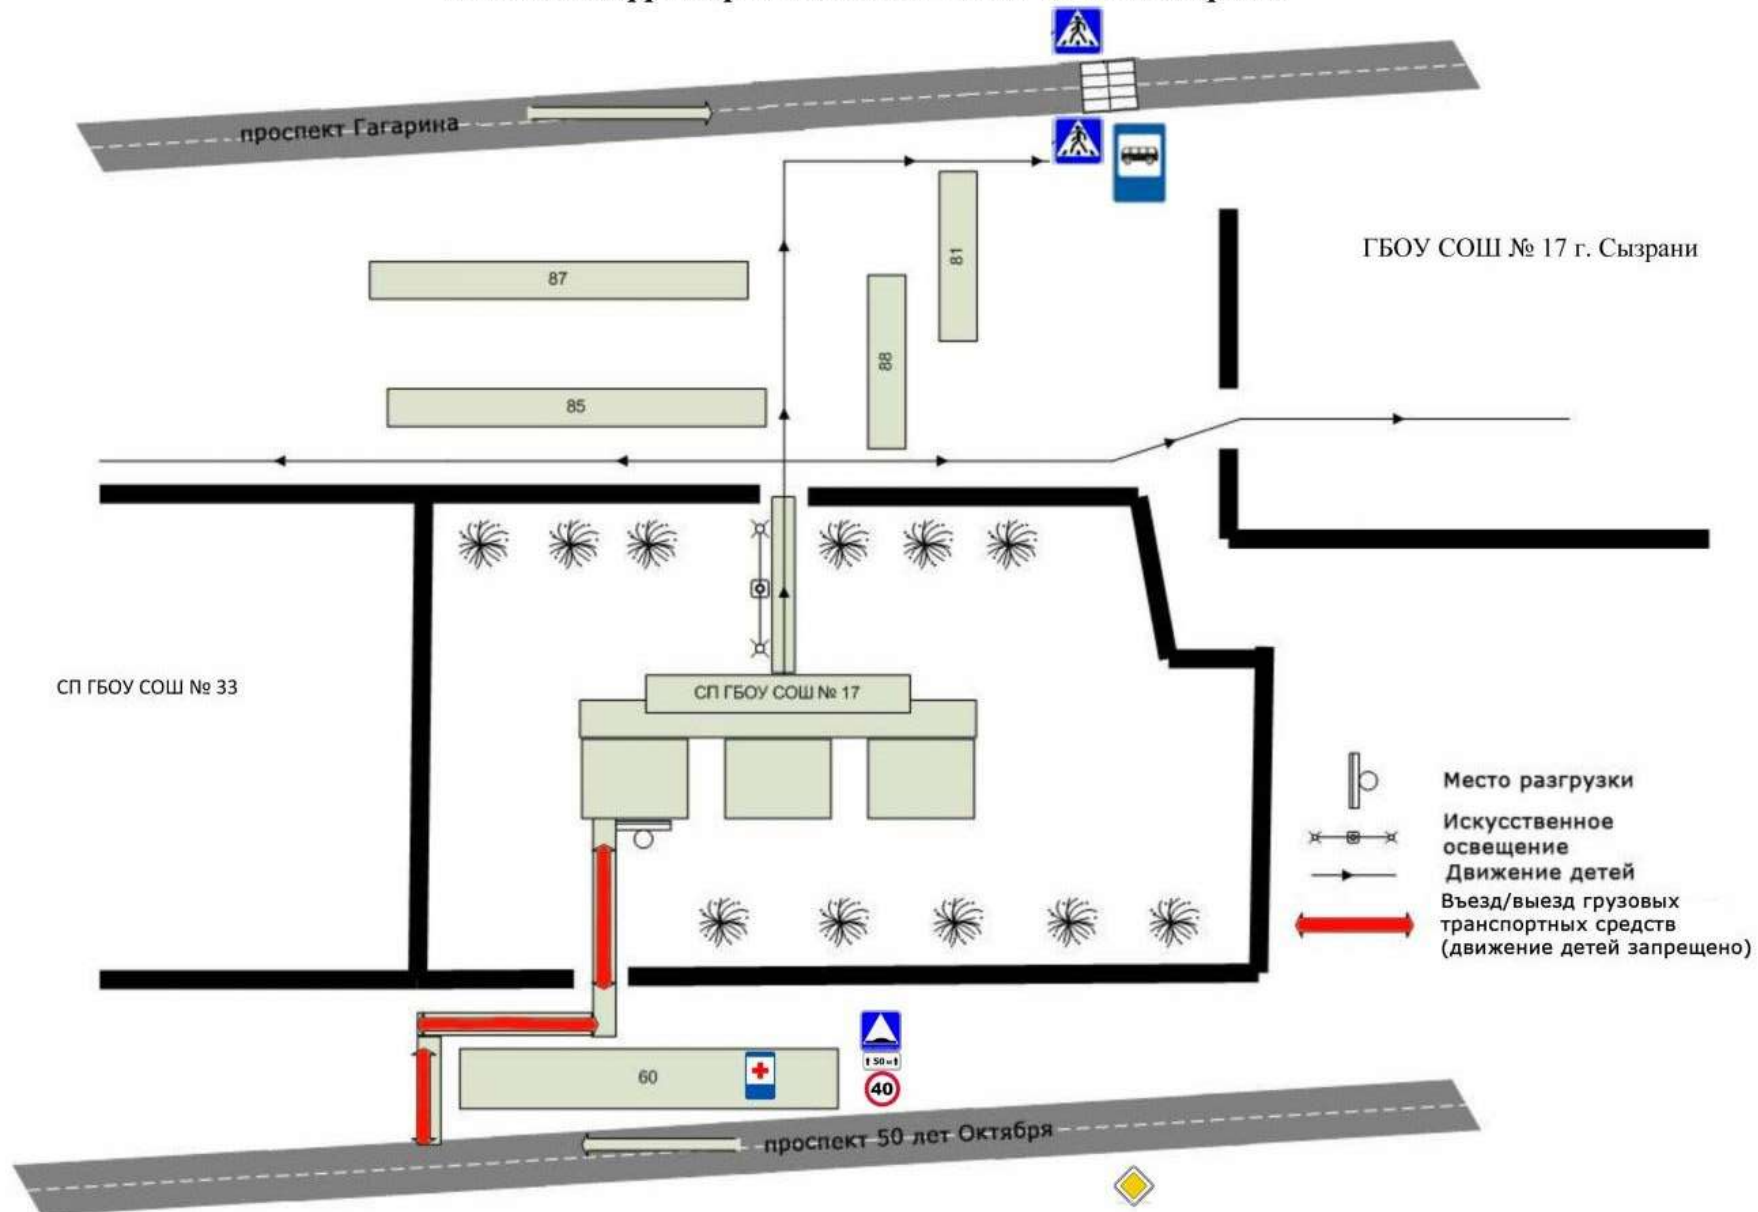 проспект Гагарина
ГБОУ СОШ № 17 г. Сызрани
81
87
88
85
СП ГБОУ СОШ № 33
СП ГБОУ СОШ № 17
Место разгрузки
Искусственное
освещение
Движение детей
Въезд/выезд грузовых
транспортных средств
(движение детей запрещено)
50 м
40
60
проспект 50 лет Октября